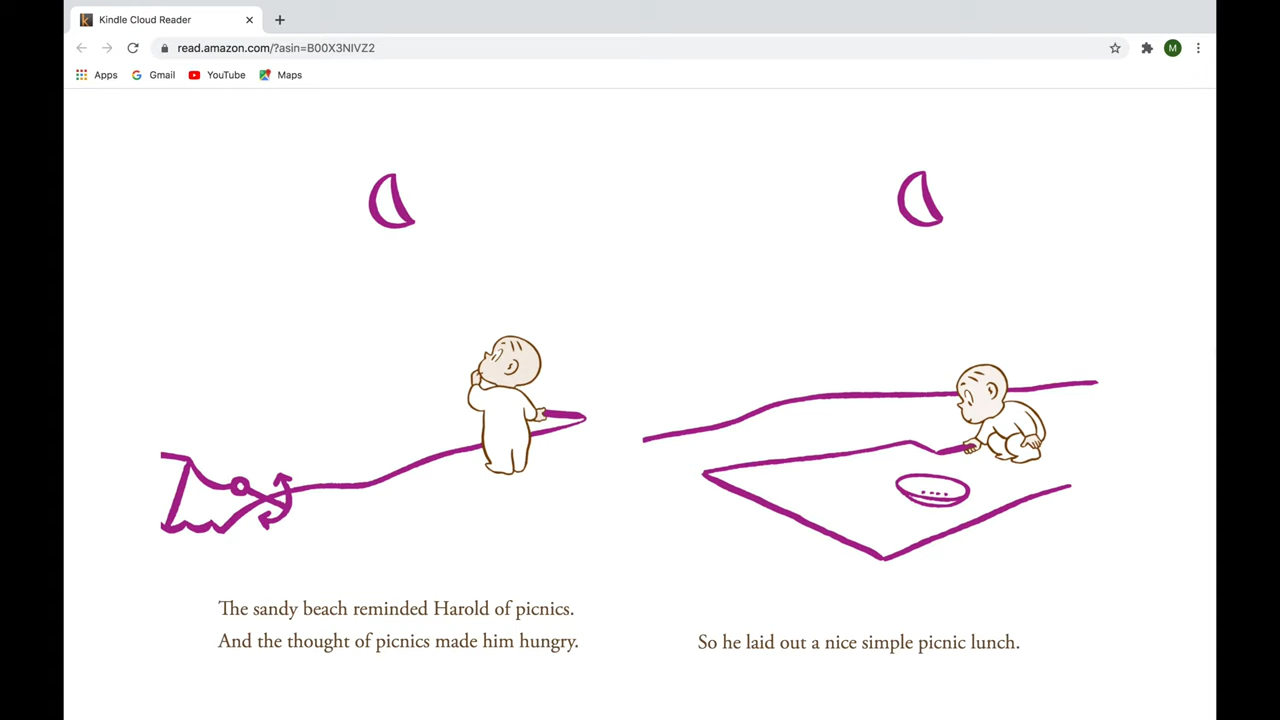 Kindle Cloud Reader
read.amazon.com/?asin=B00X3NIVZ2
M
Apps
Gmail
YouTube
Maps
The sandy beach reminded Harold of picnics.
And the thought of picnics made him hungry.
So he laid out a nice simple picnic lunch.